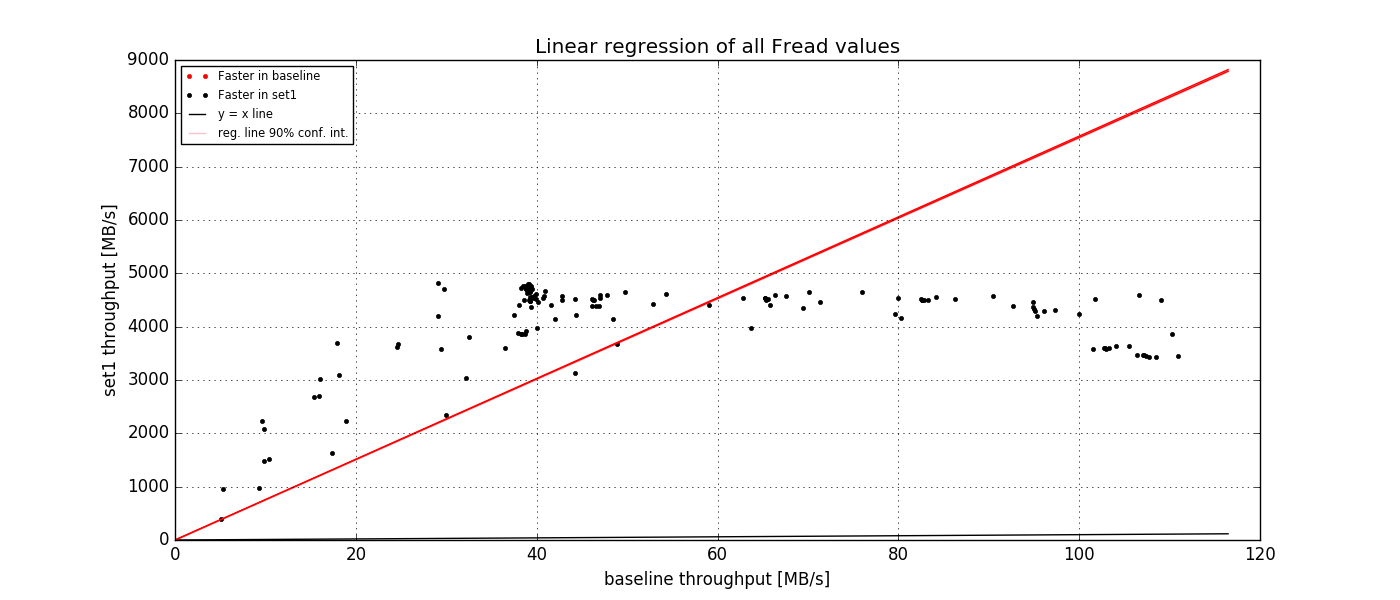 Linear regression of all Fread values
9000
8000
7000
6000
5000
4000
3000
2000
1000
0
set1 throughput [MB/s]
Faster in baseline
Faster in set1
y = x line
reg. line 90% conf. int.
0 20 40 60 80 100 120
baseline throughput [MB/s]